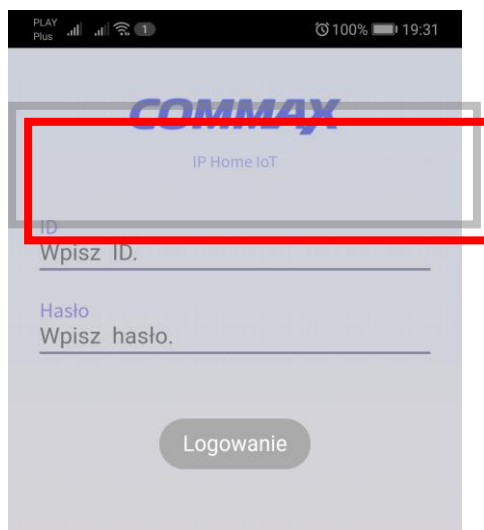 PLAY
Plus 1 100% 19:31
COMMAX
IP Home IoT
ID
Wpisz ID.
Hasło
Wpisz hasło.
Logowanie